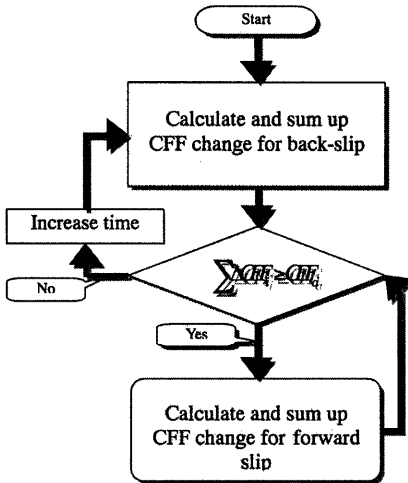 Start
Calculate and sum up
CFF change for back-slip
Increase time
No
Yes
Calculate and sum up
CFF change for forward
slip